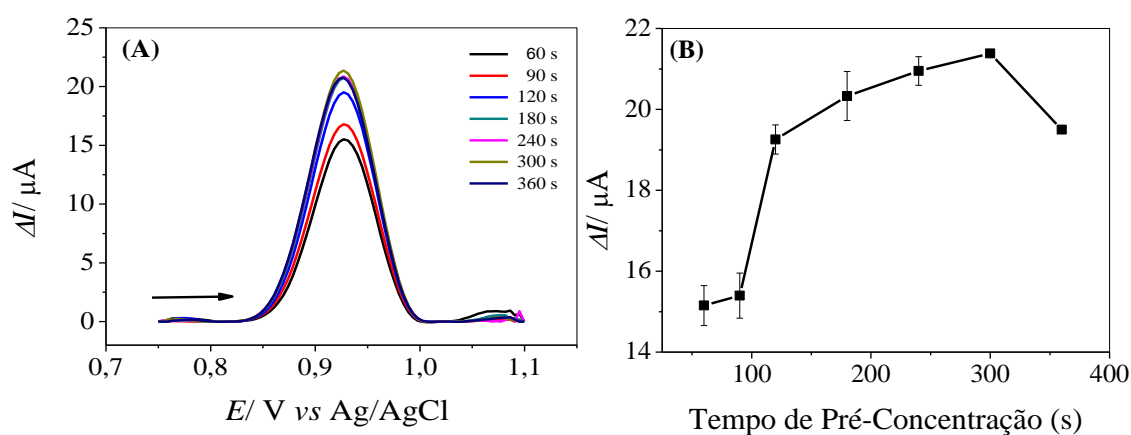 (A)
25
20
15
10
5
0
ΔI/ μA
60 s
90 s
120 s
180 s
240 s
300 s
360 s
0,7
0,8
0,9
1,0
1,1
E/ V vs Ag/AgCl
(B)
22
20
18
16
14
ΔI/ μA
100
200
300
400
Tempo de Pré-Concentração (s)